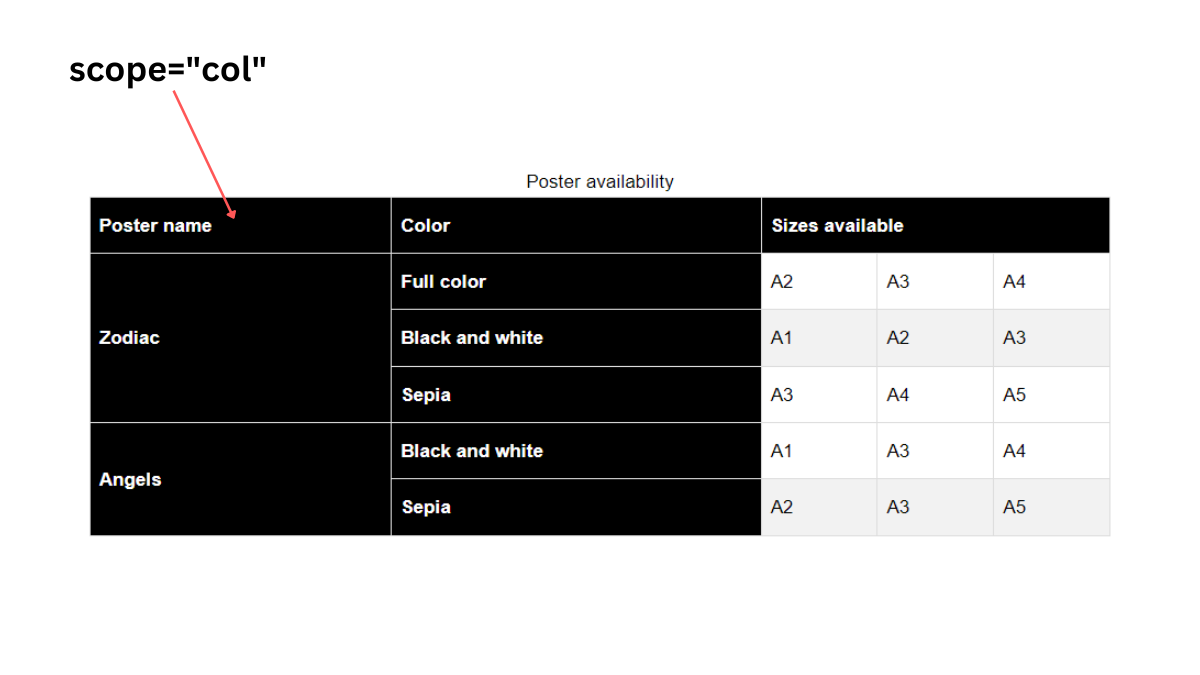 scope="col"
Poster availability
Poster name Color Sizes available
Full color A2 A3 A4
Zodiac Black and white A1 A2 A3
Sepia A3 A4 A5
Black and white A1 A3 A4
Angels
Sepia A2 A3 A5